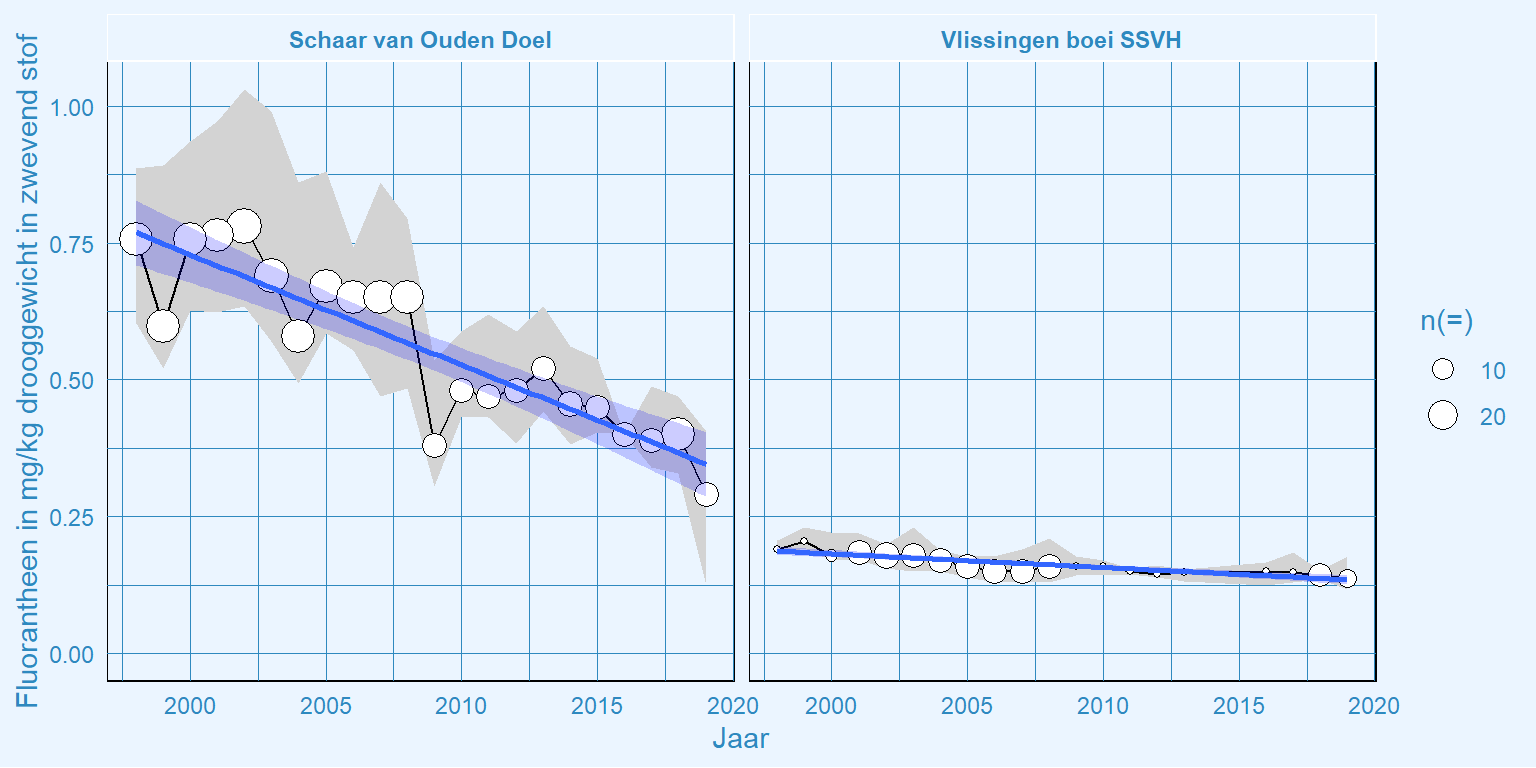 Schaar van Ouden Doel
Vlissingen boei SSVH
Fluorantheen in mg/kg drooggewicht in zwevend stof
1.00
0.75
0.50
0.25
0.00
2000 2005 2010 2015 2020
2000 2005 2010 2015 2020
Jaar
n(=)
10
20